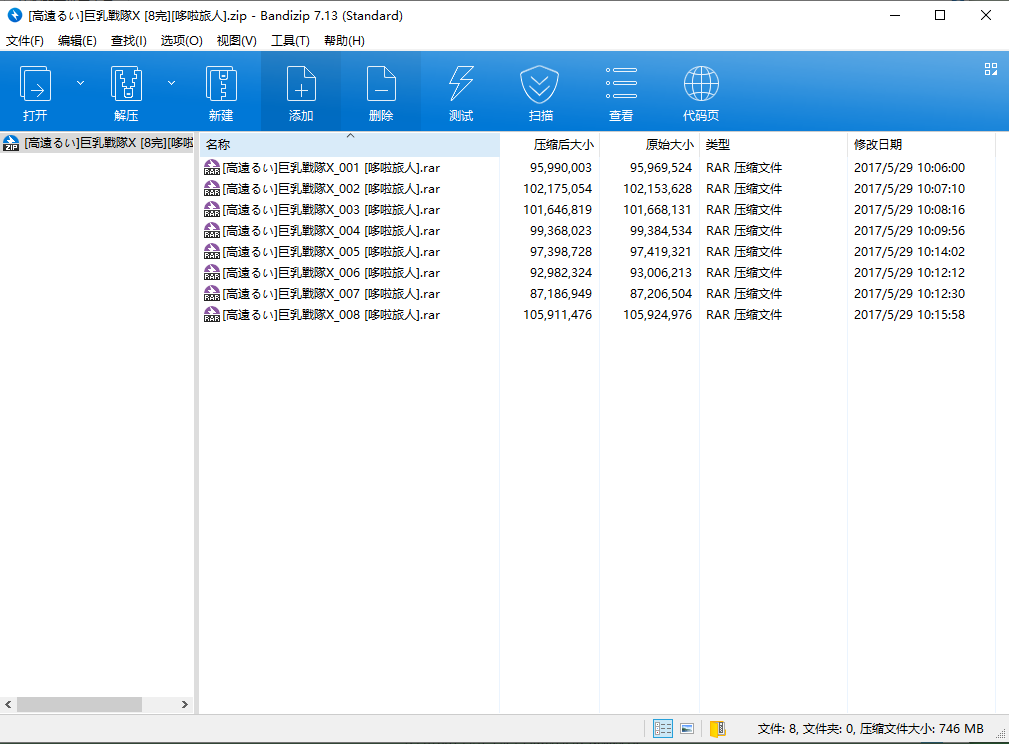 [高遠るい]巨乳戰隊X [8完][哆啦旅人].zip - Bandizip 7.13 (Standard)
文件(F) 编辑(E) 查找(I) 选项(O) 视图(V) 工具(T) 帮助(H)
打开 解压 新建 添加 删除 测试 扫描 查看 代码页
[高遠るい]巨乳戰隊X [8完][哆啦
名称 压缩后大小 原始大小 类型 修改日期
[高遠るい]巨乳戰隊X_001 [哆啦旅人].rar 95,990,003 95,969,524 RAR 压缩文件 2017/5/29 10:06:00
[高遠るい]巨乳戰隊X_002 [哆啦旅人].rar 102,175,054 102,153,628 RAR 压缩文件 2017/5/29 10:07:10
[高遠るい]巨乳戰隊X_003 [哆啦旅人].rar 101,646,819 101,668,131 RAR 压缩文件 2017/5/29 10:08:16
[高遠るい]巨乳戰隊X_004 [哆啦旅人].rar 99,368,023 99,384,534 RAR 压缩文件 2017/5/29 10:09:56
[高遠るい]巨乳戰隊X_005 [哆啦旅人].rar 97,398,728 97,419,321 RAR 压缩文件 2017/5/29 10:14:02
[高遠るい]巨乳戰隊X_006 [哆啦旅人].rar 92,982,324 93,006,213 RAR 压缩文件 2017/5/29 10:12:12
[高遠るい]巨乳戰隊X_007 [哆啦旅人].rar 87,186,949 87,206,504 RAR 压缩文件 2017/5/29 10:12:30
[高遠るい]巨乳戰隊X_008 [哆啦旅人].rar 105,911,476 105,924,976 RAR 压缩文件 2017/5/29 10:15:58
文件: 8, 文件夹: 0, 压缩文件大小: 746 MB